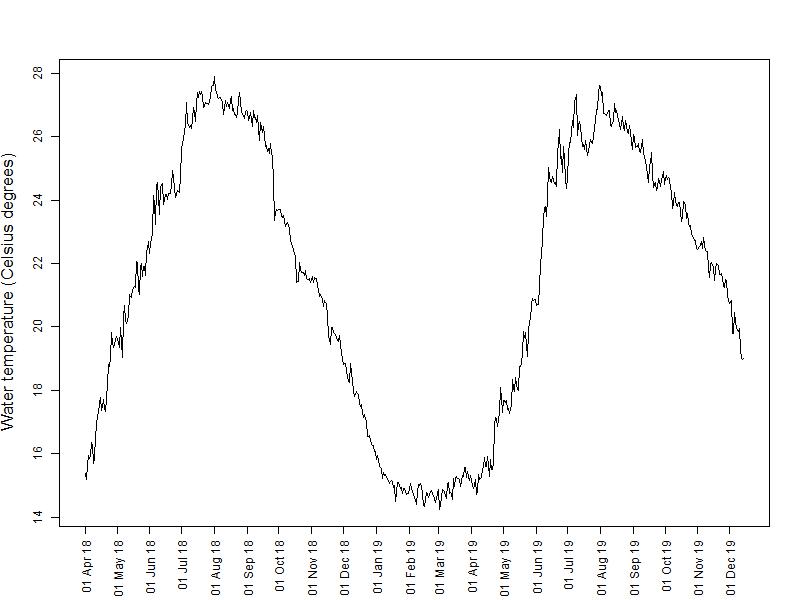 Water temperature (Celsius degrees)
28
26
24
22
20
18
16
14
01 Apr 18
01 May 18
01 Jun 18
01 Jul 18
01 Aug 18
01 Sep 18
01 Oct 18
01 Nov 18
01 Dec 18
01 Jan 19
01 Feb 19
01 Mar 19
01 Apr 19
01 May 19
01 Jun 19
01 Jul 19
01 Aug 19
01 Sep 19
01 Oct 19
01 Nov 19
01 Dec 19